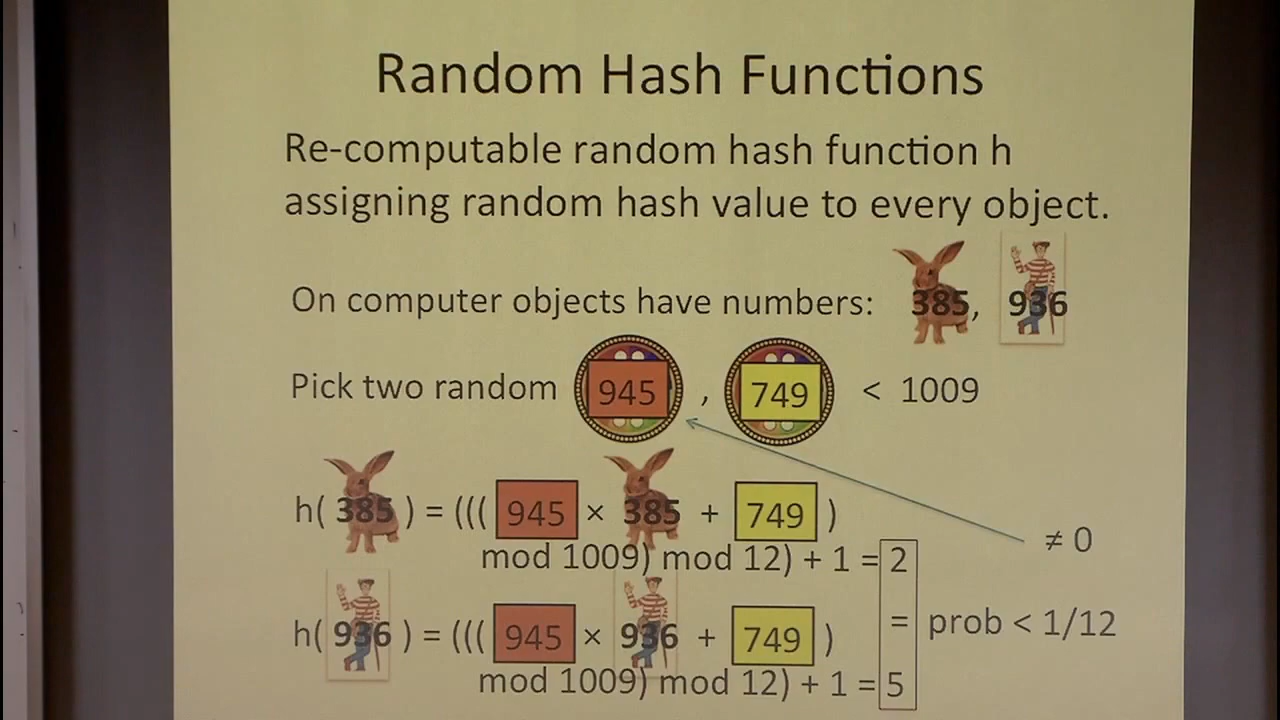 Random Hash Functions
Re-computable random hash function h
assigning random hash value to every object.
On computer objects have numbers: 385, 936
Pick two random 945 , 749 < 1009
h( 385 ) = ((( 945 × 385 + 749 )
≠ 0
mod 1009) mod 12) + 1 = 2
= prob < 1/12
h( 936 ) = ((( 945 × 936 + 749 )
mod 1009) mod 12) + 1 = 5